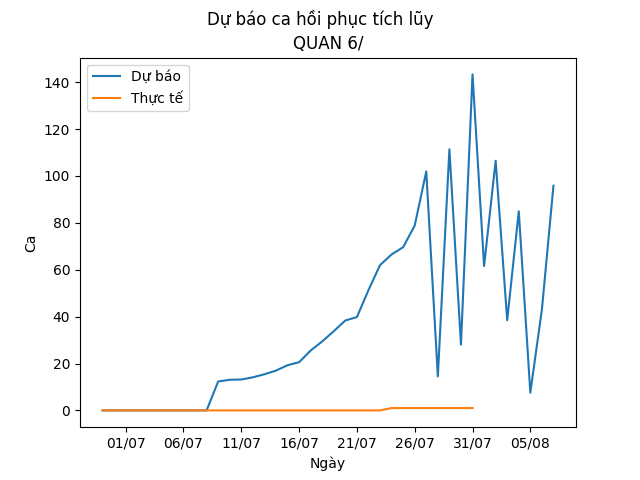 Dự báo ca hồi phục tích lũy
QUAN 6/
Dự báo
Thực tế
140
120
100
80
60
40
20
0
Ca
01/07 06/07 11/07 16/07 21/07 26/07 31/07 05/08
Ngày